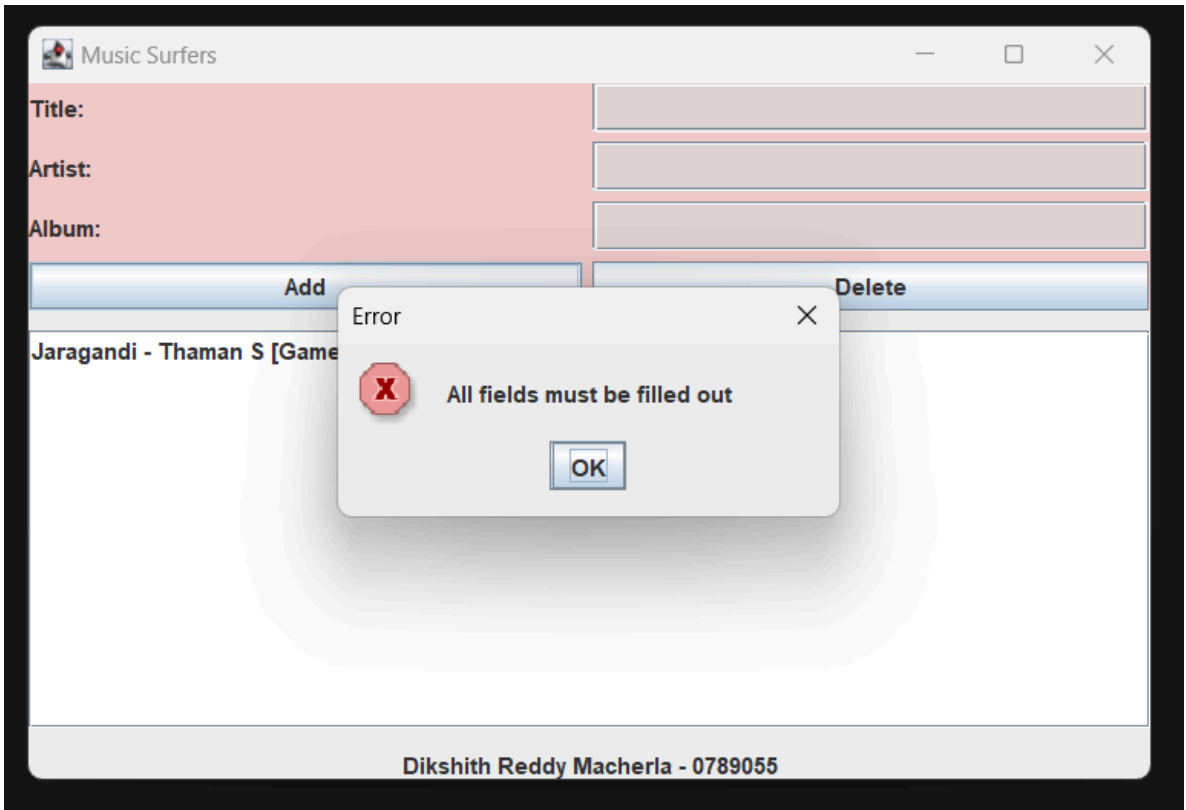 Music Surfers
Title:
Artist:
Album:
Add Delete
Error
Jaragandi - Thaman S [Game
X All fields must be filled out
OK
Dikshith Reddy Macherla - 0789055